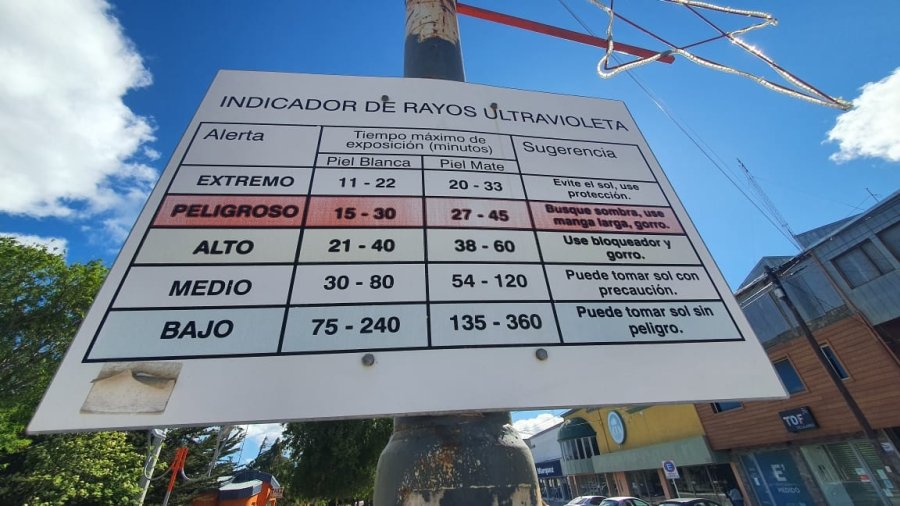 INDICADOR DE RAYOS ULTRAVIOLETA
Alerta
Tiempo máximo de
exposición (minutos)
Sugerencia
Piel Blanca
Piel Mate
EXTREMO
11 - 22
20 - 33
Evite el sol, use
protección.
PELIGROSO
15 - 30
27 - 45
Busque sombra, use
manga larga, gorro.
ALTO
21 - 40
38 - 60
Use bloqueador y
gorro.
MEDIO
30 - 80
54 - 120
Puede tomar sol con
precaución.
BAJO
75 - 240
135 - 360
Puede tomar sol sin
peligro.
TDF
MEDIDO
E